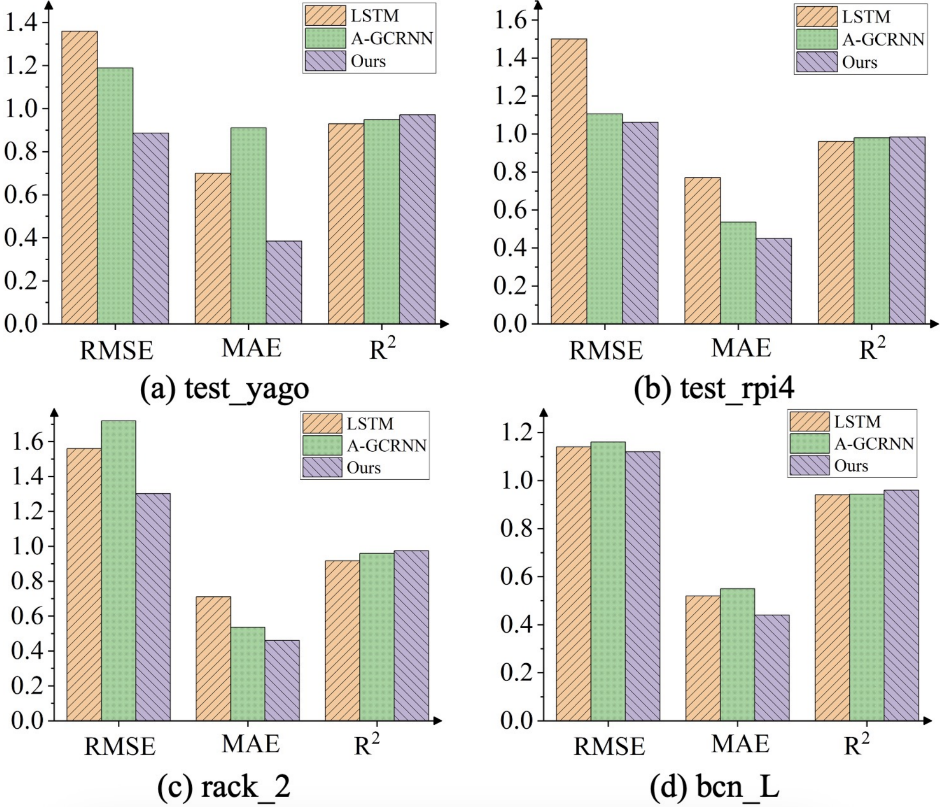 1.4
1.2
1.0
0.8
0.6
0.4
0.2
0.0
LSTM
A-GCRNN
Ours
RMSE MAE R²
(a) test_yago
1.6
1.4
1.2
1.0
0.8
0.6
0.4
0.2
0.0
LSTM
A-GCRNN
Ours
RMSE MAE R²
(b) test_rpi4
1.6
1.4
1.2
1.0
0.8
0.6
0.4
0.2
0.0
LSTM
A-GCRNN
Ours
RMSE MAE R²
(c) rack_2
1.2
1.0
0.8
0.6
0.4
0.2
0.0
LSTM
A-GCRNN
Ours
RMSE MAE R²
(d) bcn_L